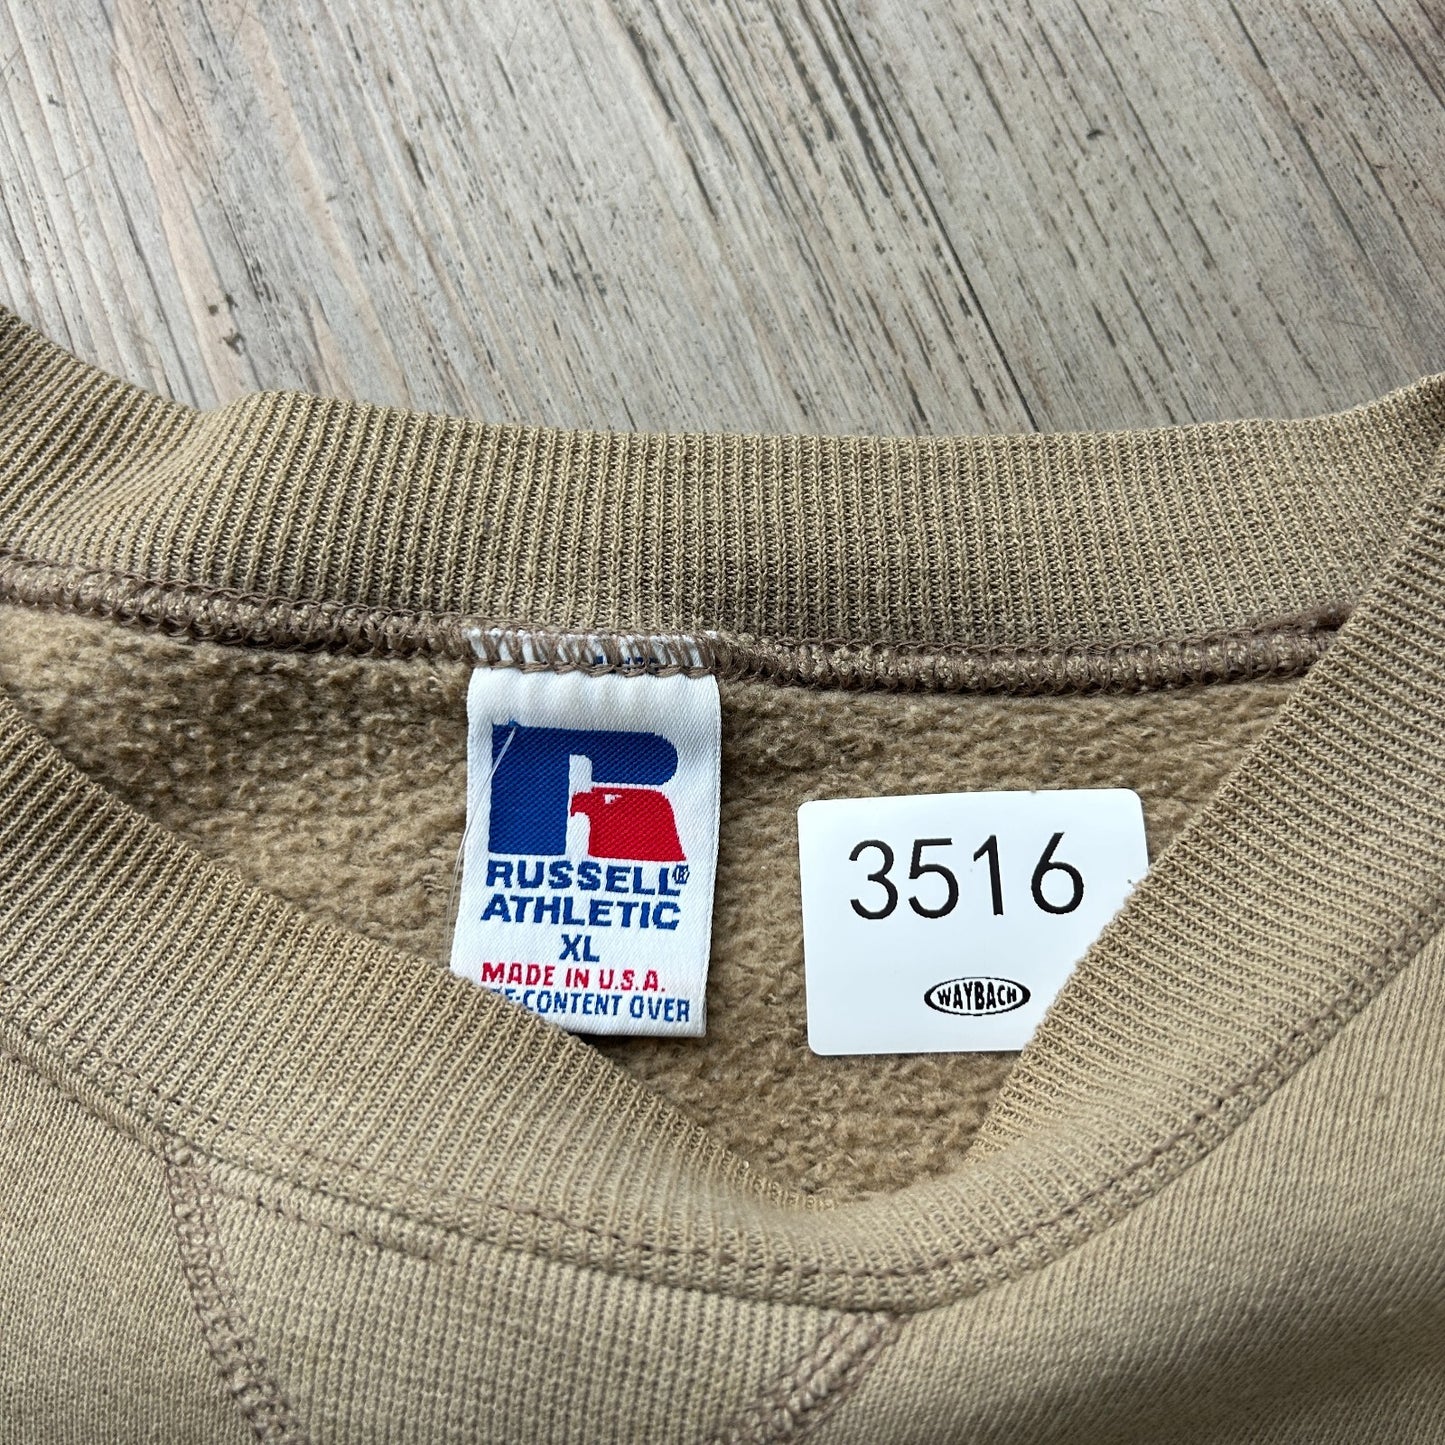 R
RUSSELL®
ATHLETIC
XL
MADE IN U.S.A.
CONTENT OVER
3516
WAYBACH